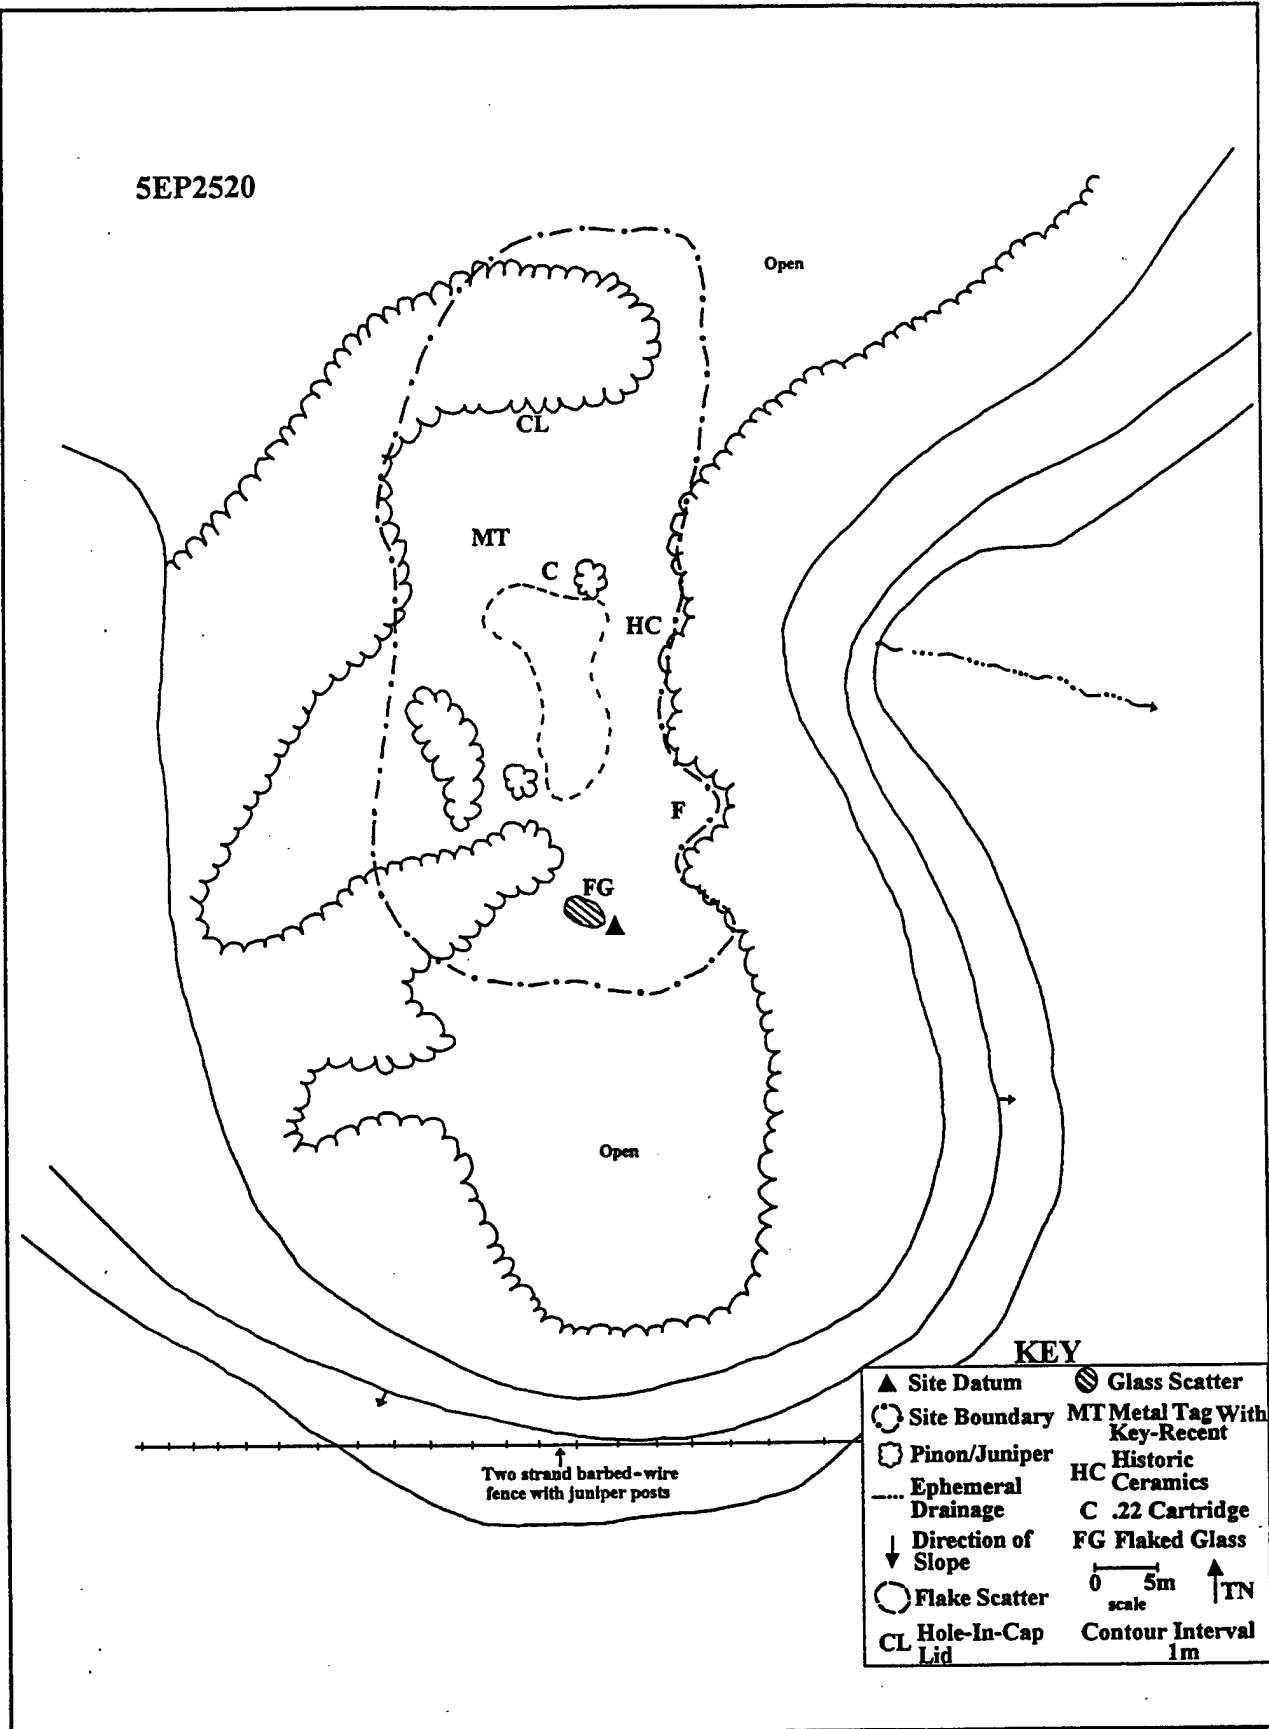 5EP2520
Open
CL
MT
C
HC
F
FG
Open
Two strand barbed-wire
fence with juniper posts
KEY
Site Datum
Site Boundary
Pinon/Juniper
Ephemeral
Drainage
Direction of
Slope
Flake Scatter
CL Hole-In-Cap
Lid
Glass Scatter
MT Metal Tag With
Key-Recent
HC Historic
Ceramics
C .22 Cartridge
FG Flaked Glass
0 5m
scale
TN
Contour Interval
1m